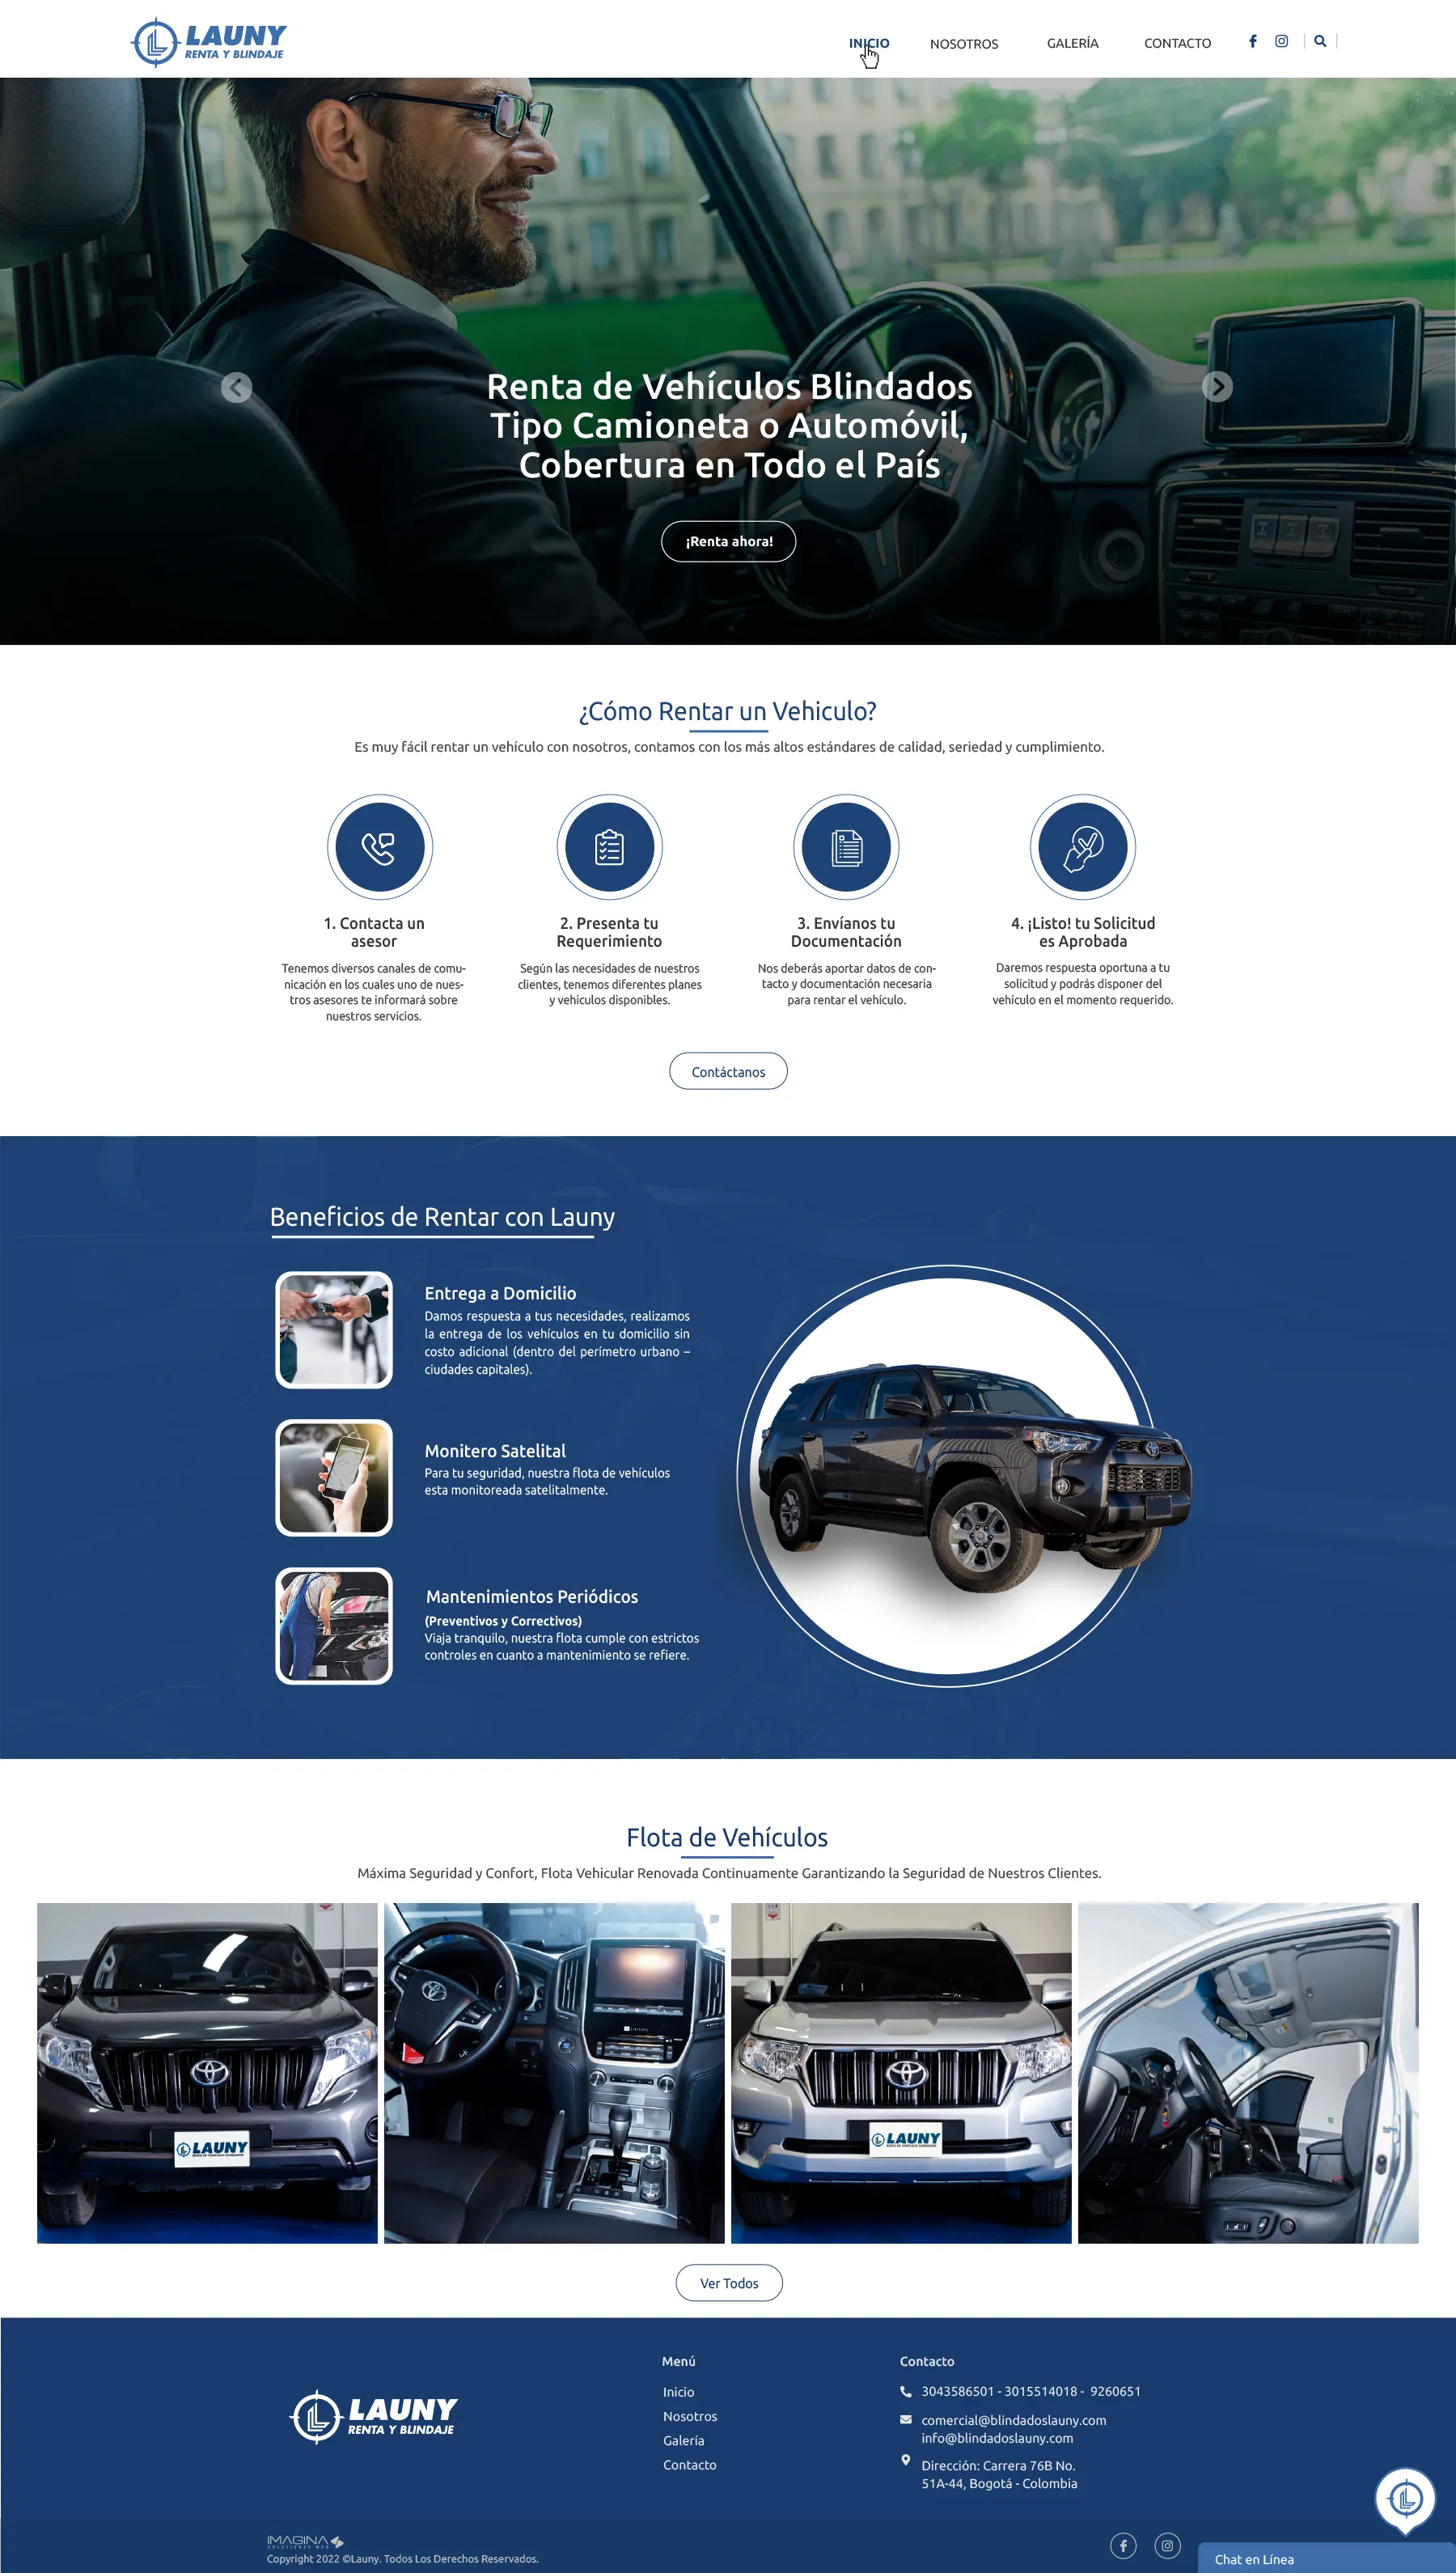 LAUNY
RENTA Y BLINDAJE
INICIO
NOSOTROS
GALERÍA
CONTACTO
Renta de Vehículos Blindados
Tipo Camioneta o Automóvil,
Cobertura en Todo el País
¡Renta ahora!
¿Cómo Rentar un Vehiculo?
Es muy fácil rentar un vehículo con nosotros, contamos con los más altos estándares de calidad, seriedad y cumplimiento.
1. Contacta un
asesor
Tenemos diversos canales de comu-
nicación en los cuales uno de nues-
tros asesores te informará sobre
nuestros servicios.
2. Presenta tu
Requerimiento
Según las necesidades de nuestros
clientes, tenemos diferentes planes
y vehículos disponibles.
3. Envíanos tu
Documentación
Nos deberás aportar datos de con-
tacto y documentación necesaria
para rentar el vehículo.
4. ¡Listo! tu Solicitud
es Aprobada
Daremos respuesta oportuna a tu
solicitud y podrás disponer del
vehículo en el momento requerido.
Contáctanos
Beneficios de Rentar con Launy
Entrega a Domicilio
Damos respuesta a tus necesidades, realizamos
la entrega de los vehículos en tu domicilio sin
costo adicional (dentro del perímetro urbano –
ciudades capitales).
Monitero Satelital
Para tu seguridad, nuestra flota de vehículos
esta monitoreada satelitalmente.
Mantenimientos Periódicos
(Preventivos y Correctivos)
Viaja tranquilo, nuestra flota cumple con estrictos
controles en cuanto a mantenimiento se refiere.
Flota de Vehículos
Máxima Seguridad y Confort, Flota Vehicular Renovada Continuamente Garantizando la Seguridad de Nuestros Clientes.
LAUNY
LAUNY
Ver Todos
LAUNY
RENTA Y BLINDAJE
Menú
Inicio
Nosotros
Galería
Contacto
Contacto
3043586501 - 3015514018 - 9260651
comercial@blindadoslauny.com
info@blindadoslauny.com
Dirección: Carrera 76B No.
51A-44, Bogotá - Colombia
IMAGINA
SOLUCIONES WEB
Copyright 2022 ©Launy. Todos Los Derechos Reservados.
Chat en Línea